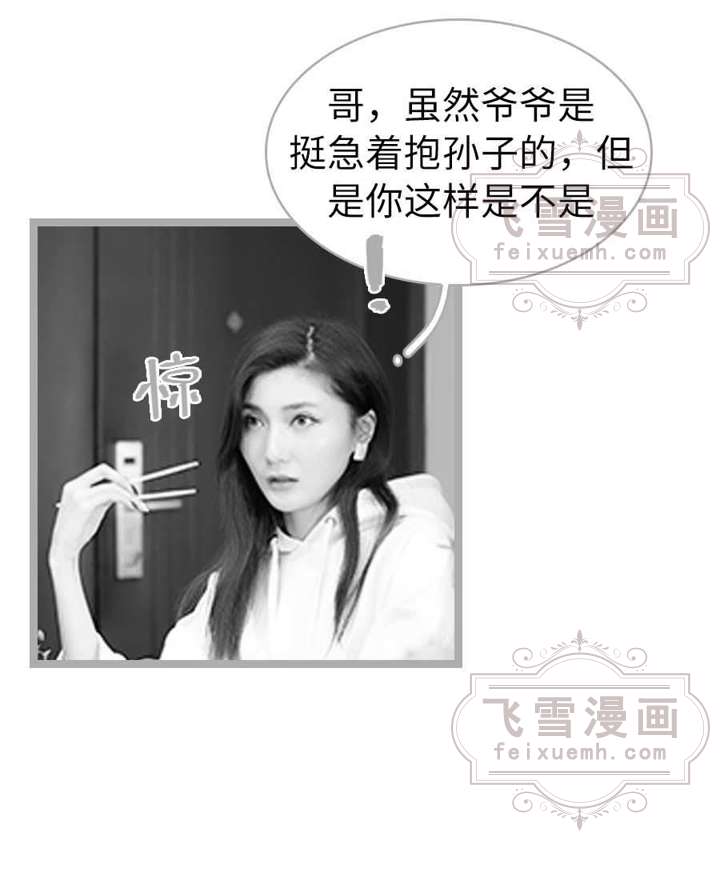 哥，虽然爷爷是
挺急着抱孙子的，但
是你这样是不是
飞雪漫画
feixuemh.com
!
惊
飞雪漫画
feixuemh.com